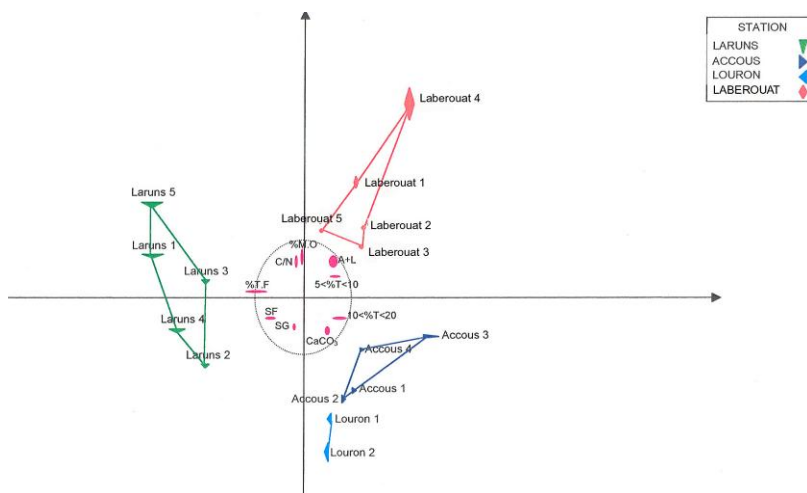 STATION
LARUNS
ACCOUS
LOURON
LABEROUAT
Laberouat 4
Laruns 5
Laberouat 1
Laberouat 5
Laberouat 2
Laruns 1
%M.O
Laberouat 3
C/N
A+L
Laruns 3
%T.F
5<%T<10
Laruns 4
SF
10<%T<20
SG
CaCO₃
Accous 3
Laruns 2
Accous 4
Accous 1
Accous 2
Louron 1
Louron 2